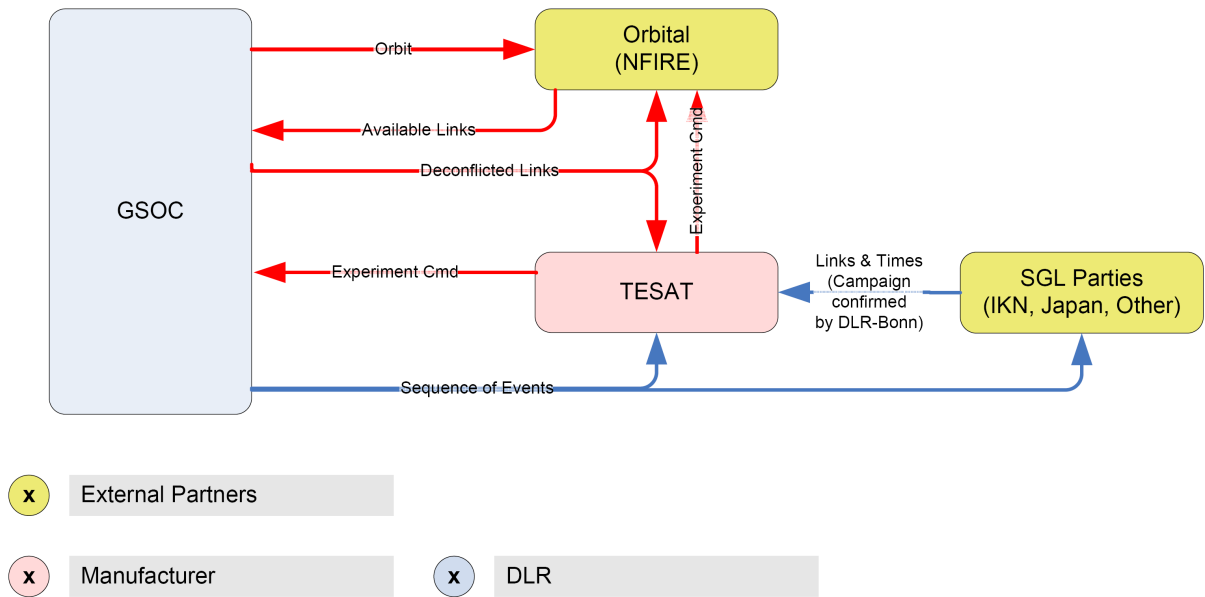 Orbital
(NFIRE)
Orbit
Available Links
Deconflicted Links
Experiment Cmd
GSOC
Experiment Cmd
TESAT
Links & Times
(Campaign
confirmed
by DLR-Bonn)
SGL Parties
(IKN, Japan, Other)
Sequence of Events
x External Partners
x Manufacturer
x DLR